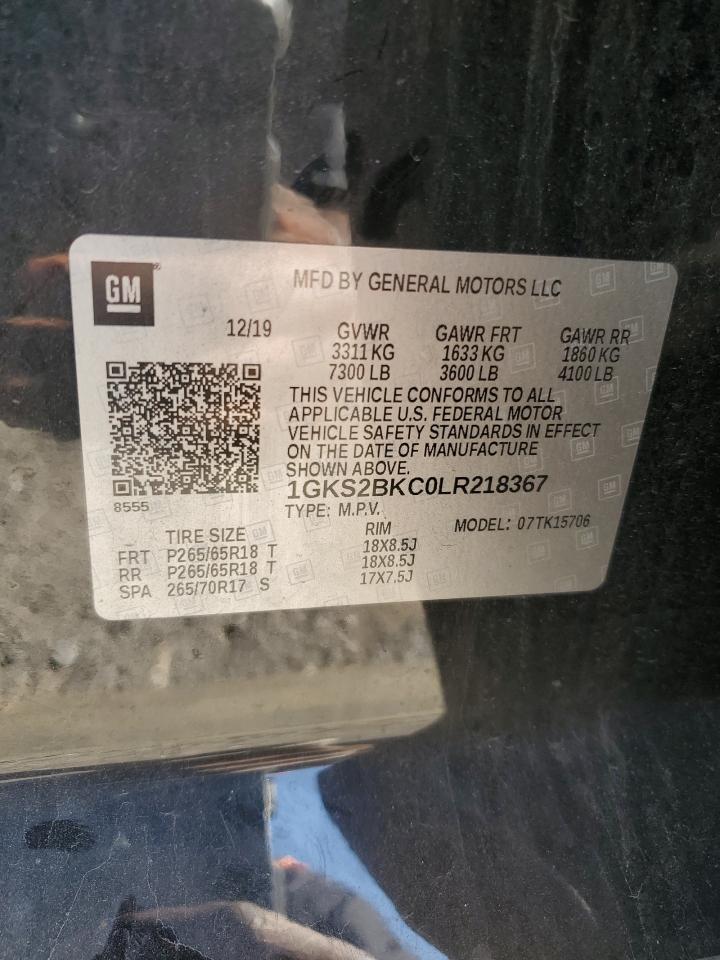 GM
MFD BY GENERAL MOTORS LLC
12/19 GVWR GAWR FRT GAWR RR
3311 KG 1633 KG 1860 KG
7300 LB 3600 LB 4100 LB
THIS VEHICLE CONFORMS TO ALL
APPLICABLE U.S. FEDERAL MOTOR
VEHICLE SAFETY STANDARDS IN EFFECT
ON THE DATE OF MANUFACTURE
SHOWN ABOVE.
1GKS2BKC0LR218367
8555
TYPE: M.P.V. MODEL: 07TK15706
TIRE SIZE RIM
FRT P265/65R18 T 18X8.5J
RR P265/65R18 T 18X8.5J
SPA 265/70R17 S 17X7.5J